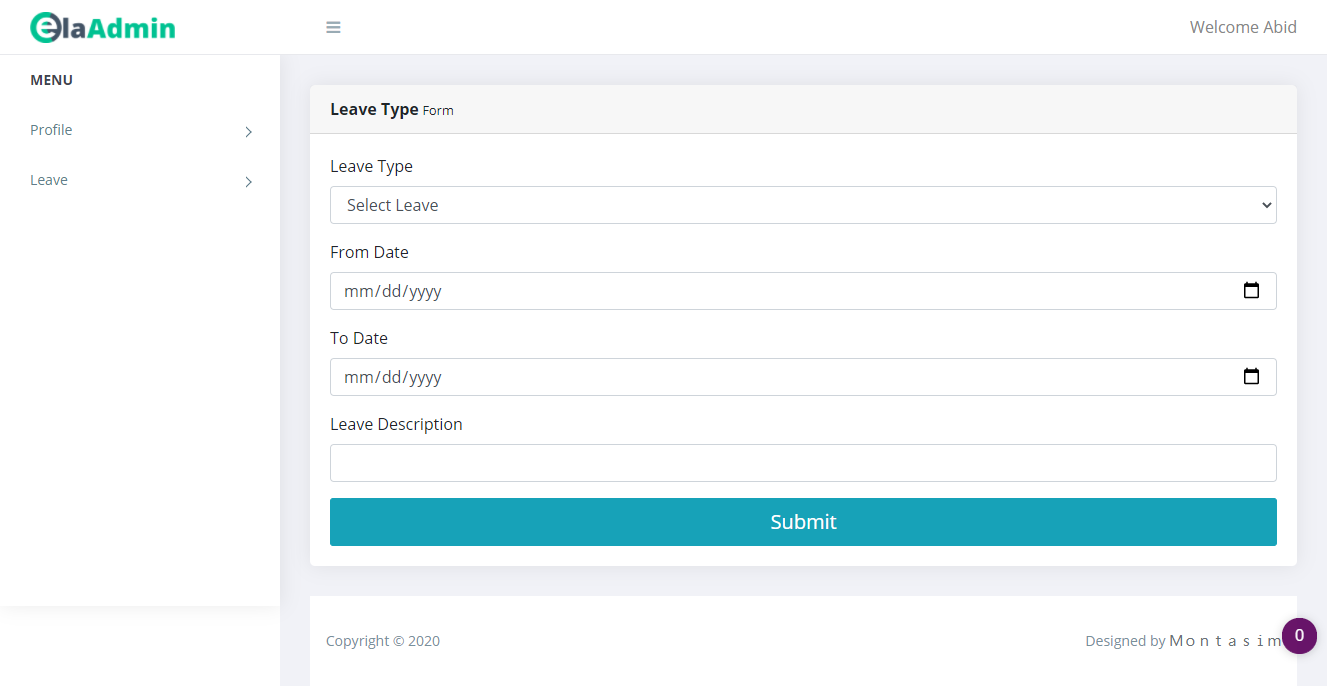 elaAdmin
Welcome Abid
MENU
Profile
Leave
Leave Type Form
Leave Type
Select Leave
From Date
mm/dd/yyyy
To Date
mm/dd/yyyy
Leave Description
Submit
Copyright © 2020
Designed by Montasim
0